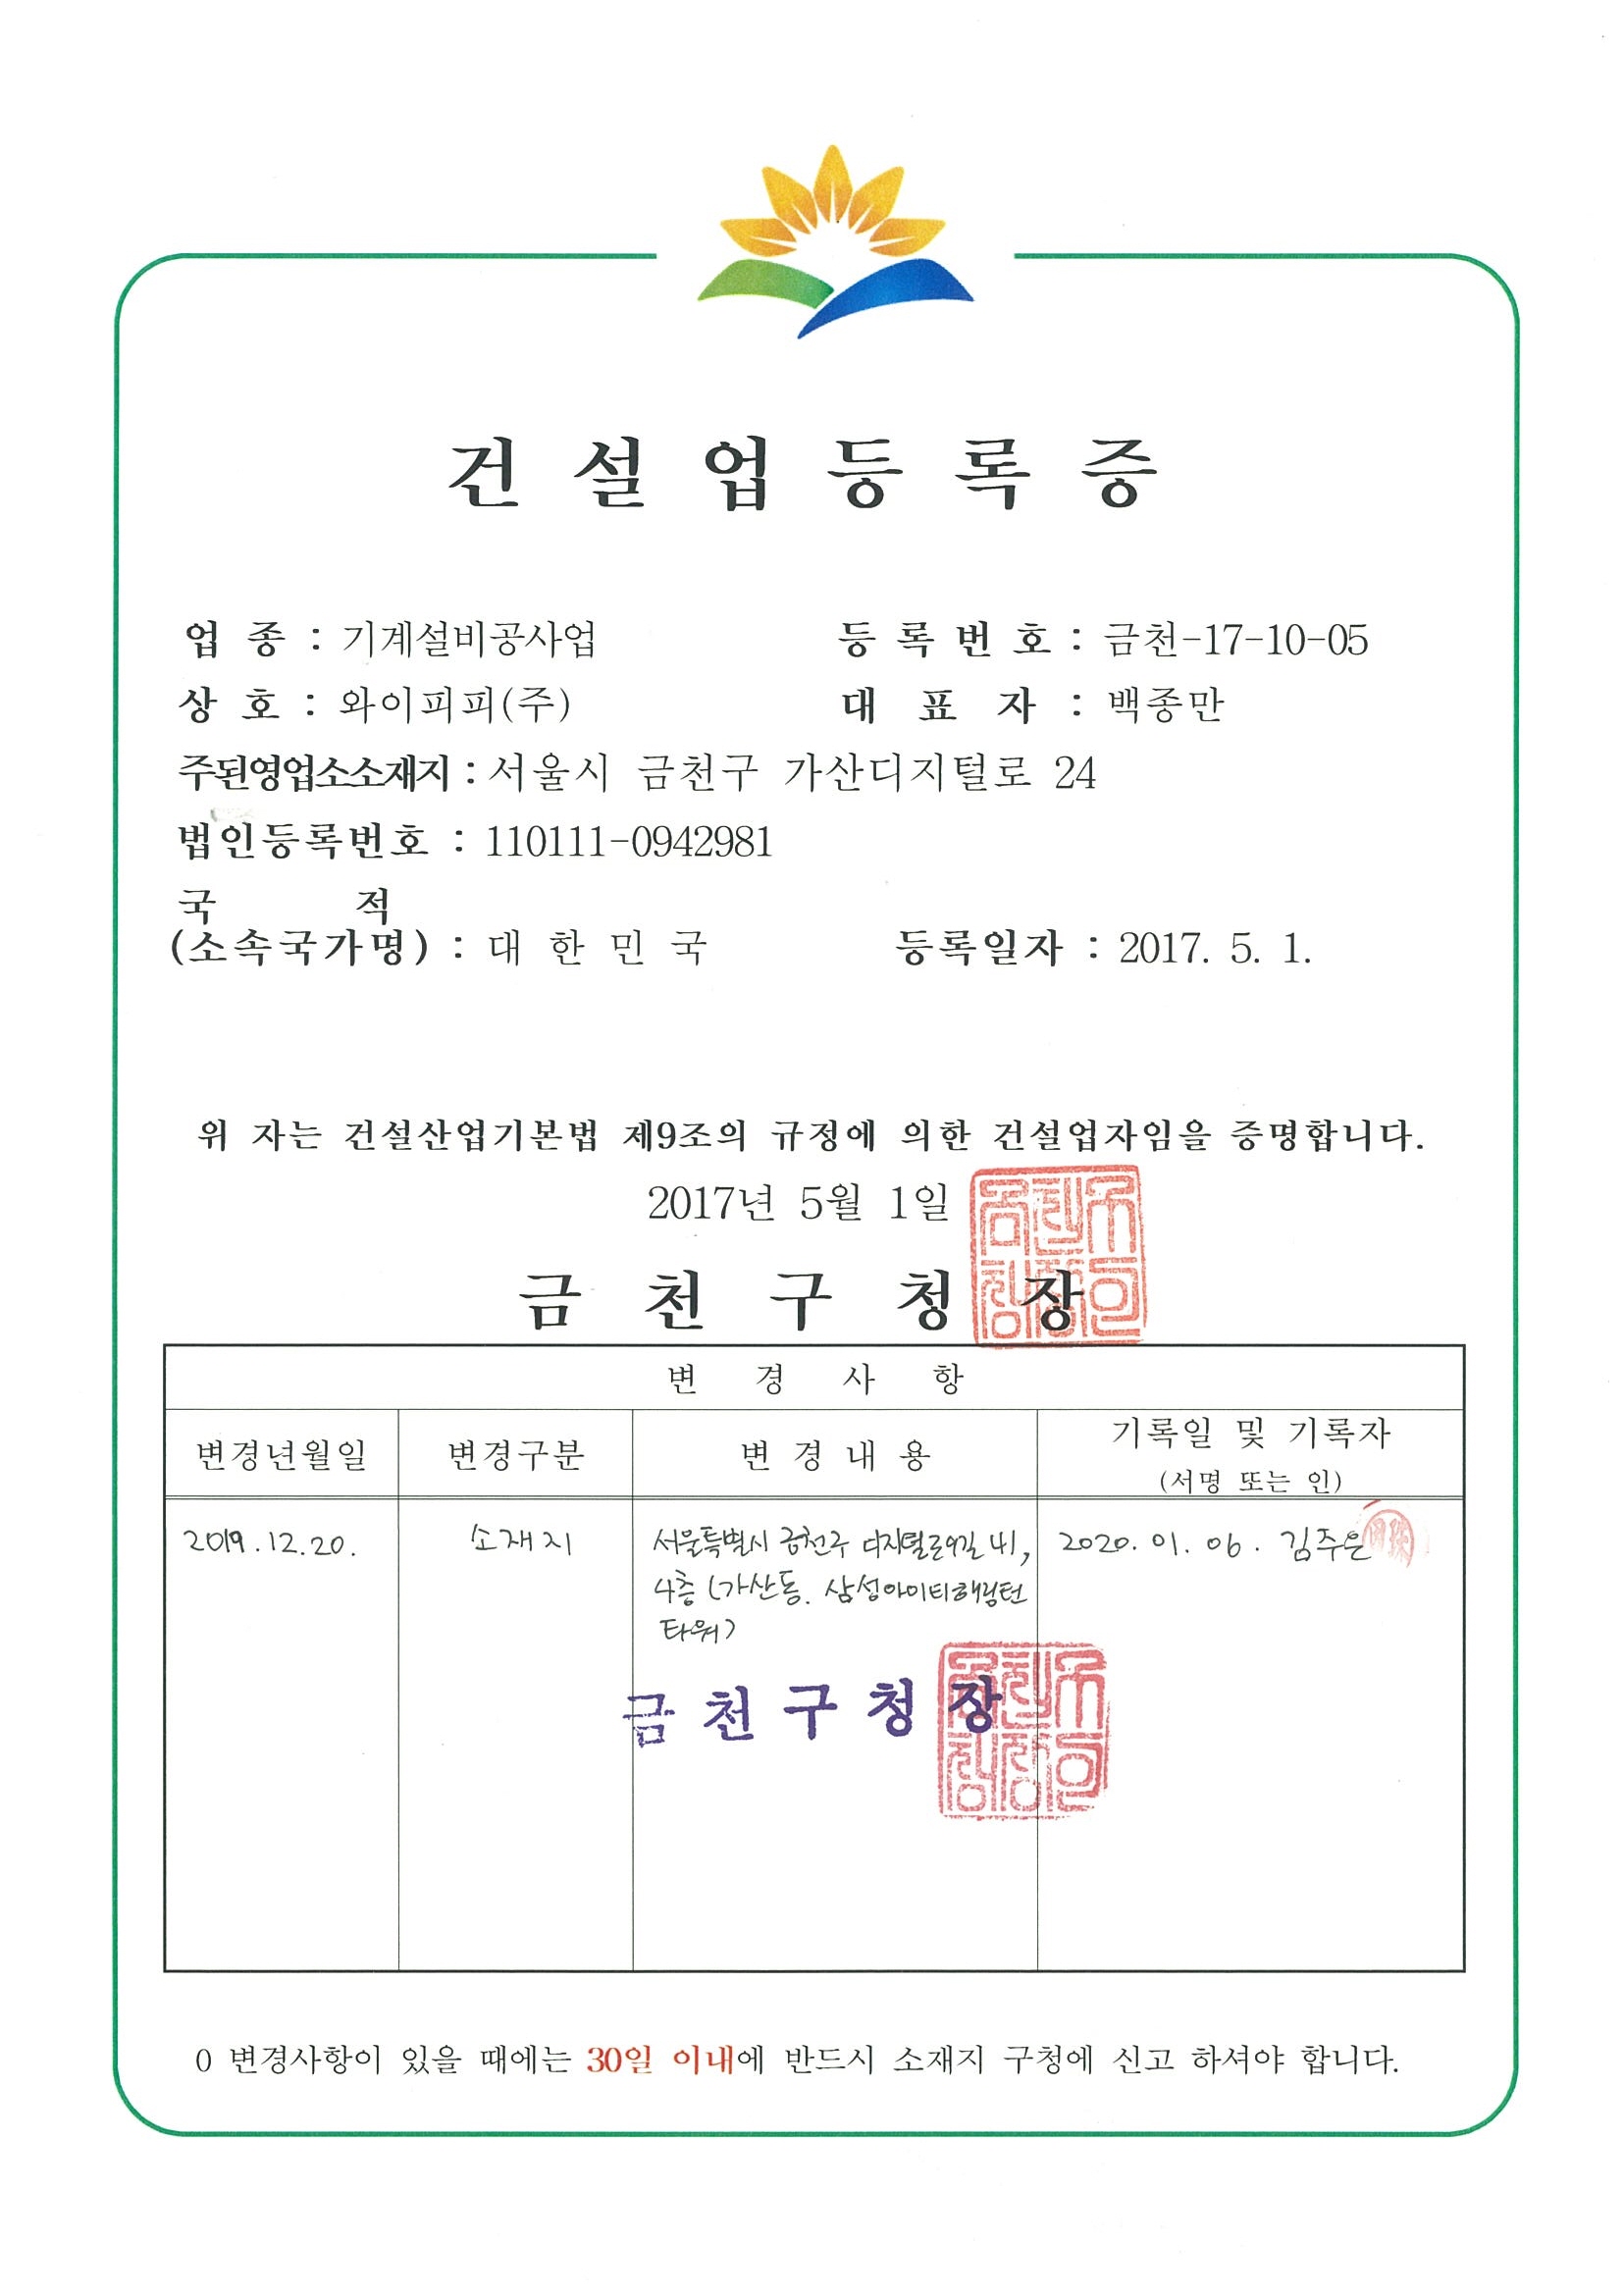 건 설 업 등 록 증
업 종 : 기계설비공사업 등 록 번 호 : 금천-17-10-05
상 호 : 와이피피(주) 대 표 자 : 백종만
주된영업소소재지 : 서울시 금천구 가산디지털로 24
법인등록번호 : 110111-0942981
국 적
(소속국가명) : 대 한 민 국 등록일자 : 2017. 5. 1.
위 자는 건설산업기본법 제9조의 규정에 의한 건설업자임을 증명합니다.
2017년 5월 1일
금 천 구 청 장
변 경 사 항
변경년월일 변경구분 변 경 내 용 기록일 및 기록자
(서명 또는 인)
2019.12.20. 소재지 서울특별시 금천구 디지털로9길 41, 2020. 01. 06. 김주은
4층 (가산동. 삼성아이티해링턴
타워)
금 천 구 청 장
0 변경사항이 있을 때에는 30일 이내에 반드시 소재지 구청에 신고 하셔야 합니다.